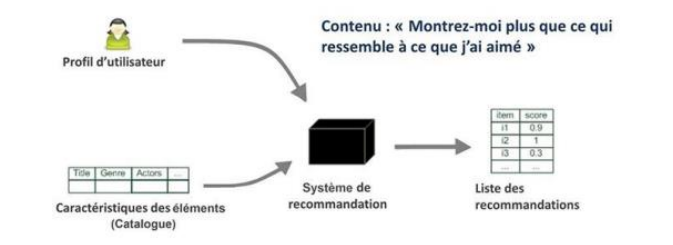 Contenu : « Montrez-moi plus que ce qui
ressemble à ce que j'ai aimé »
Profil d'utilisateur
Title Genre Actors ...
Caractéristiques des éléments
(Catalogue)
Système de
recommandation
item score
i1 0.9
i2 1
i3 0.3
... ...
Liste des
recommandations